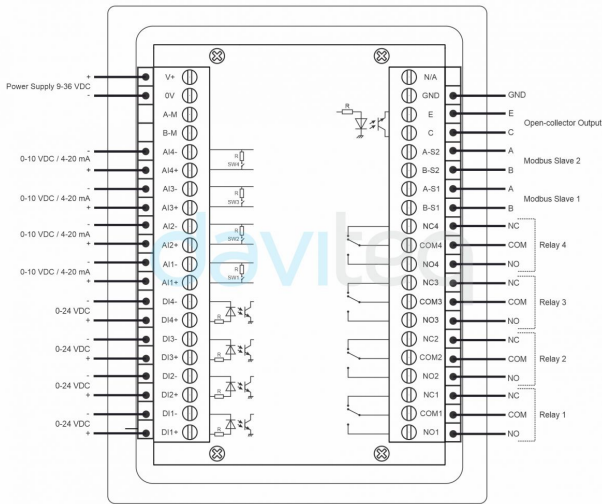 + V+ N/A
Power Supply 9-36 VDC
- 0V GND GND
A-M E E
Open-collector Output
B-M C C
- AI4- A-S2 A
0-10 VDC / 4-20 mA Modbus Slave 2
+ AI4+ B-S2 B
R
SW4
- AI3- A-S1 A
0-10 VDC / 4-20 mA Modbus Slave 1
+ AI3+ B-S1 B
R
SW3
- AI2- NC4 NC
0-10 VDC / 4-20 mA
+ AI2+ COM4 COM Relay 4
R
SW2
- AI1- NO4 NO
0-10 VDC / 4-20 mA
+ AI1+ NC3 NC
R
SW1
daviteq
- DI4- COM3 COM Relay 3
0-24 VDC
+ DI4+ NO3 NO
R
- DI3- NC2 NC
0-24 VDC
+ DI3+ COM2 COM Relay 2
R
- DI2- NO2 NO
0-24 VDC
+ DI2+ NC1 NC
R
- DI1- COM1 COM Relay 1
0-24 VDC
+ DI1+ NO1 NO
R
R